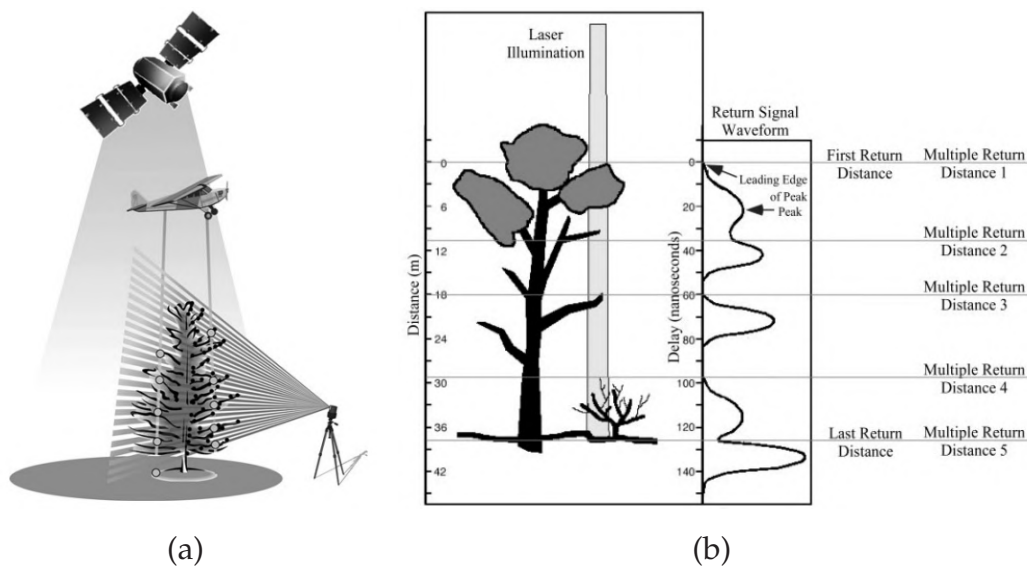 Laser
Illumination
Return Signal
Waveform
First Return
Distance
Multiple Return
Distance 1
Leading Edge
of Peak
Peak
Multiple Return
Distance 2
Multiple Return
Distance 3
Multiple Return
Distance 4
Last Return
Distance
Multiple Return
Distance 5
Distance (m)
0
6
12
18
24
30
36
42
Delay (nanoseconds)
0
20
40
60
80
100
120
140
(a)
(b)